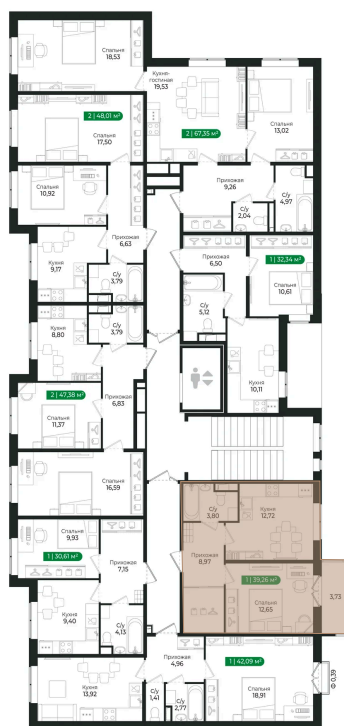 Спальня
18,53
Кухня-
гостиная
19,53
Спальня
13,02
2 | 48,01 м²
Спальня
17,50
2 | 67,35 м²
Спальня
10,92
Прихожая
9,26
С/у
4,97
С/у
2,04
Прихожая
6,63
Прихожая
6,50
1 | 32,34 м²
Спальня
10,61
Кухня
9,17
С/у
3,79
С/у
5,12
Кухня
8,80
С/у
3,79
Кухня
10,11
2 | 47,38 м²
Спальня
11,37
Прихожая
6,83
Спальня
16,59
С/у
3,80
Кухня
12,72
Спальня
9,93
1 | 30,61 м²
Прихожая
7,15
Прихожая
8,97
1 | 39,26 м²
Спальня
12,65
3,73
Кухня
9,40
С/у
4,13
4,96
1 | 42,09 м²
Кухня
13,92
С/у
1,41
С/у
2,77
Спальня
18,91
Ф 0,39